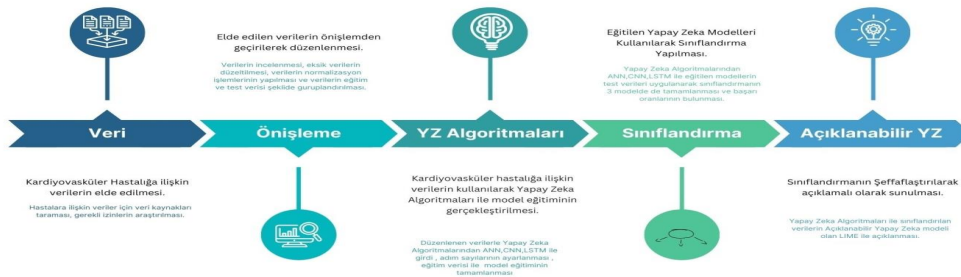 Elde edilen verilerin önişlemden
geçirilerek düzenlenmesi.
Verilerin incelenmesi, eksik verilerin
düzeltilmesi, verilerin normalizasyon
işlemlerinin yapılması ve verilerin eğitim
ve test verisi şekilde guruplandırılması.
Eğitilen Yapay Zeka Modelleri
Kullanılarak Sınıflandırma
Yapılması.
Yapay Zeka Algoritmalarından
ANN,CNN,LSTM ile eğitilen modellerin
test verileri uygulanarak sınıflandırmanın
3 modelde de tamamlanması ve başarı
oranlarının bulunması.
Veri
Önişleme
YZ Algoritmaları
Sınıflandırma
Açıklanabilir YZ
Kardiyovasküler Hastalığa ilişkin
verilerin elde edilmesi.
Hastalara ilişkin veriler için veri kaynakları
taraması, gerekli izinlerin araştırılması.
Kardiyovasküler hastalığa ilişkin
verilerin kullanılarak Yapay Zeka
Algoritmaları ile model eğitiminin
gerçekleştirilmesi.
Düzenlenen verilerle Yapay Zeka
Algoritmalarından ANN,CNN,LSTM ile
girdi , adım sayılarının ayarlanması ,
eğitim verisi ile model eğitiminin
tamamlanması
Sınıflandırmanın Şeffaflaştırılarak
açıklamalı olarak sunulması.
Yapay Zeka Algoritmaları ile sınıflandırılan
verilerin Açıklanabilir Yapay Zeka modeli
olan LIME ile açıklanması.